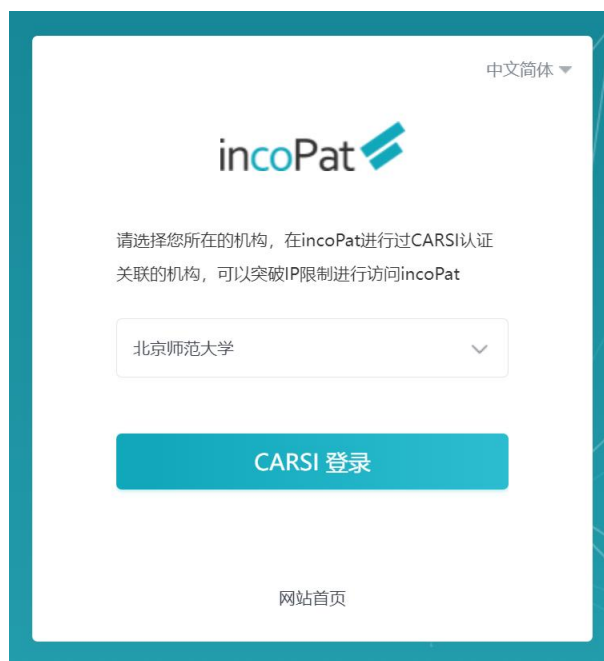 中文简体
incoPat
请选择您所在的机构，在incoPat进行过CARSI认证
关联的机构，可以突破IP限制进行访问incoPat
北京师范大学
CARSI 登录
网站首页